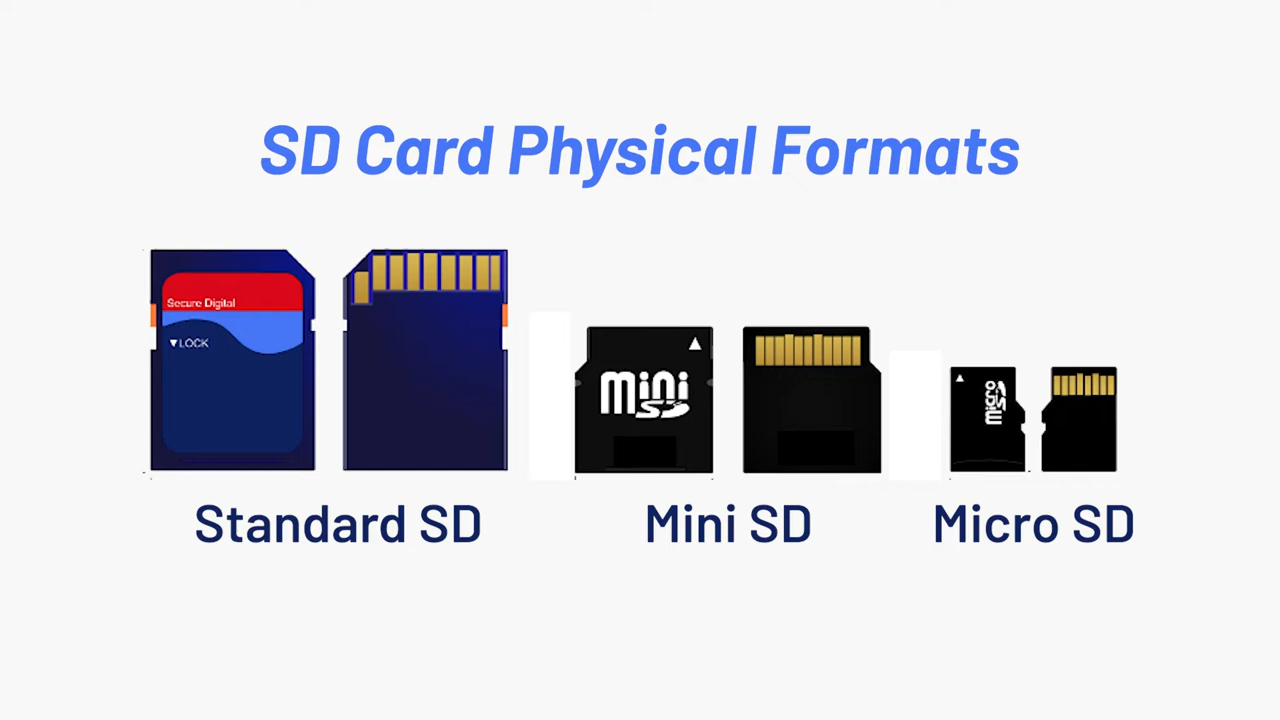 SD Card Physical Formats
Secure Digital
▼LOCK
mini
SD
micro
SD
Standard SD
Mini SD
Micro SD